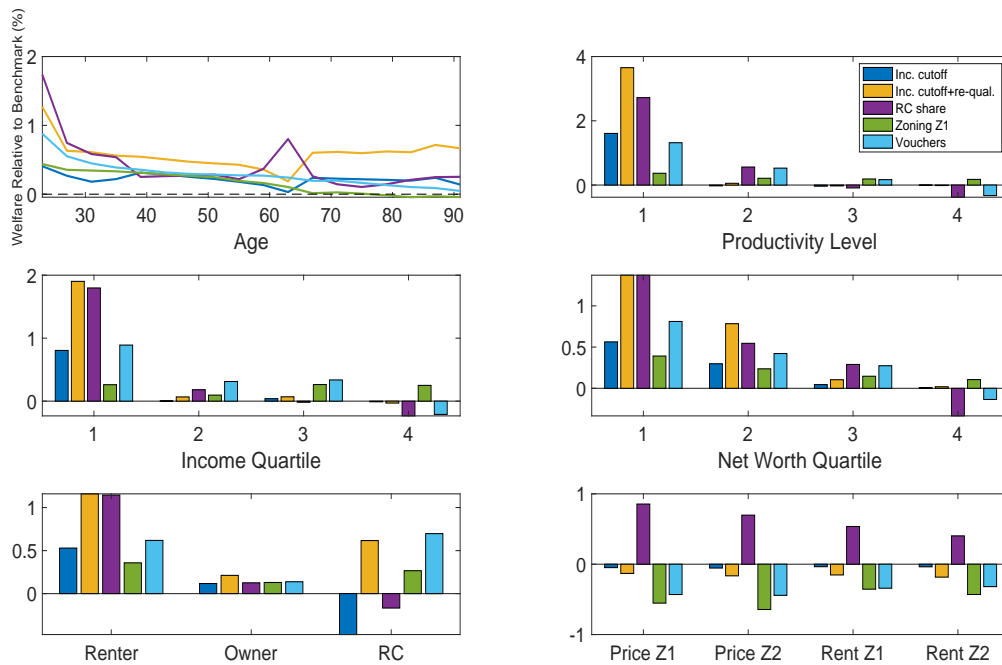 Welfare Relative to Benchmark (%)
2
1
0
30 40 50 60 70 80 90
Age
4
2
0
1 2 3 4
Productivity Level
Inc. cutoff
Inc. cutoff+re-qual.
RC share
Zoning Z1
Vouchers
2
1
0
1 2 3 4
Income Quartile
1
0.5
0
1 2 3 4
Net Worth Quartile
1
0.5
0
Renter Owner RC
1
0
-1
Price Z1 Price Z2 Rent Z1 Rent Z2